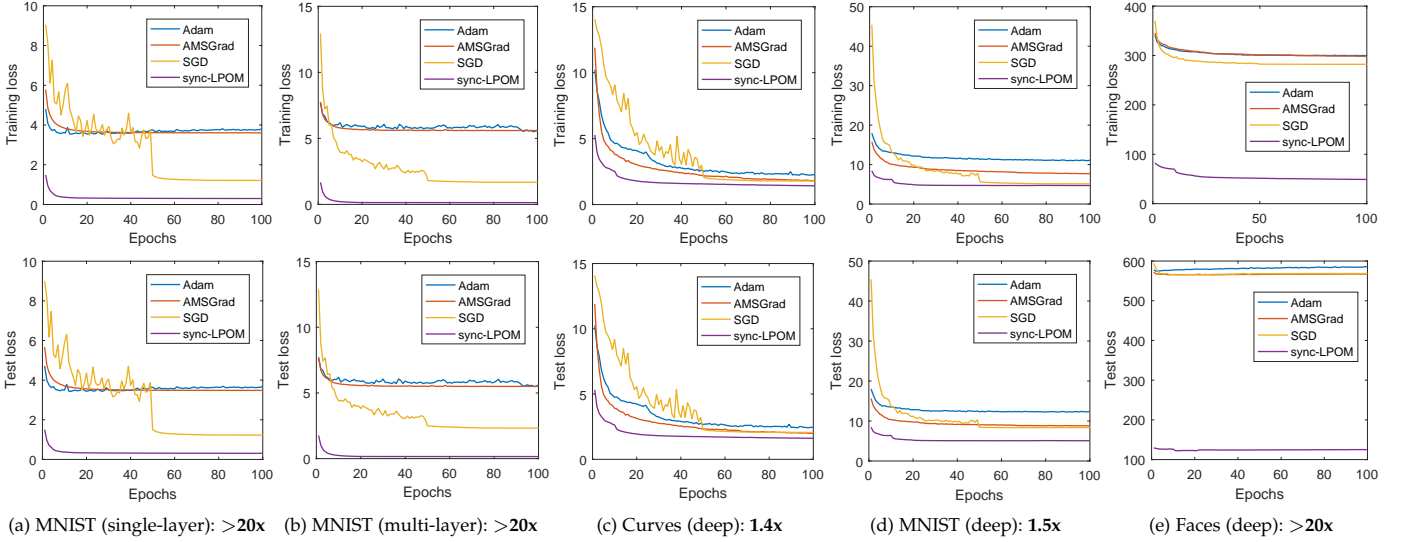 10
8
6
4
2
0
Training loss
0 20 40 60 80 100
Epochs
Adam
AMSGrad
SGD
sync-LPOM
15
10
5
0
Training loss
0 20 40 60 80 100
Epochs
Adam
AMSGrad
SGD
sync-LPOM
15
10
5
0
Training loss
0 20 40 60 80 100
Epochs
Adam
AMSGrad
SGD
sync-LPOM
50
40
30
20
10
0
Training loss
0 20 40 60 80 100
Epochs
Adam
AMSGrad
SGD
sync-LPOM
400
300
200
100
0
Training loss
0 50 100
Epochs
Adam
AMSGrad
SGD
sync-LPOM
10
8
6
4
2
0
Test loss
0 20 40 60 80 100
Epochs
Adam
AMSGrad
SGD
sync-LPOM
15
10
5
0
Test loss
0 20 40 60 80 100
Epochs
Adam
AMSGrad
SGD
sync-LPOM
15
10
5
0
Test loss
0 20 40 60 80 100
Epochs
Adam
AMSGrad
SGD
sync-LPOM
50
40
30
20
10
0
Test loss
0 20 40 60 80 100
Epochs
Adam
AMSGrad
SGD
sync-LPOM
600
500
400
300
200
100
Test loss
0 20 40 60 80 100
Epochs
Adam
AMSGrad
SGD
sync-LPOM
(a) MNIST (single-layer): >20x
(b) MNIST (multi-layer): >20x
(c) Curves (deep): 1.4x
(d) MNIST (deep): 1.5x
(e) Faces (deep): >20x